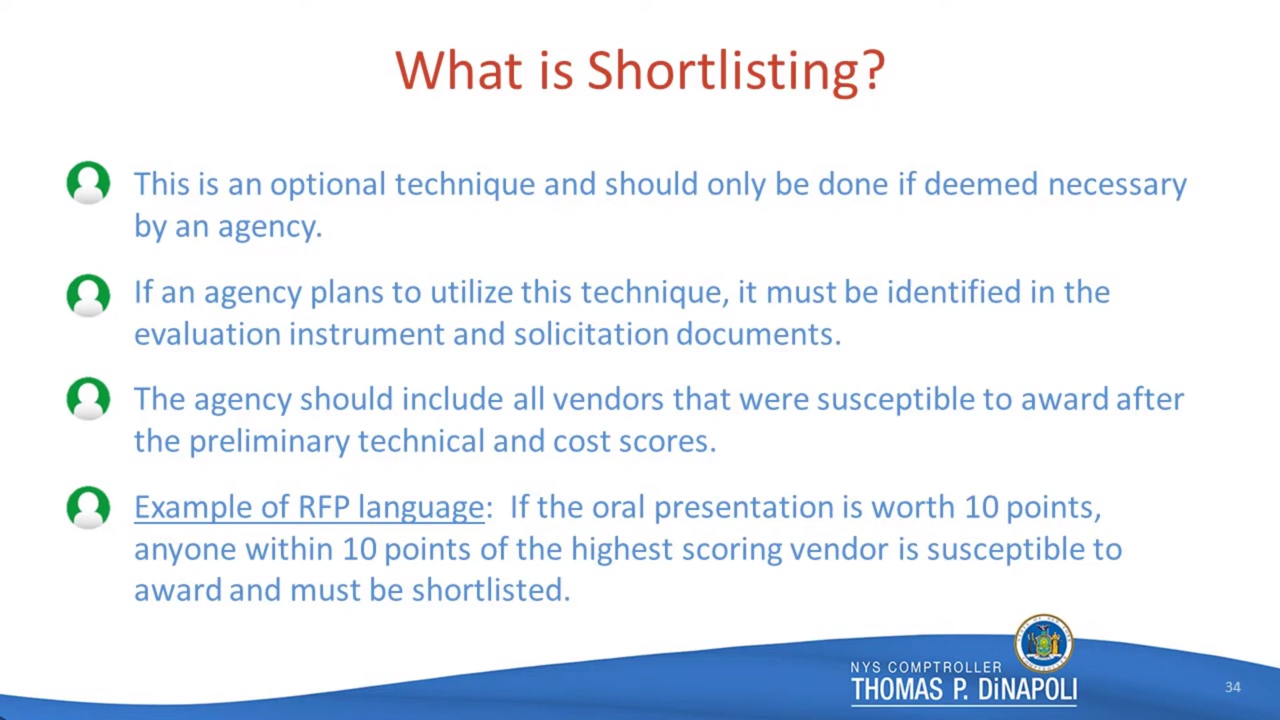 What is Shortlisting?
This is an optional technique and should only be done if deemed necessary
by an agency.
If an agency plans to utilize this technique, it must be identified in the
evaluation instrument and solicitation documents.
The agency should include all vendors that were susceptible to award after
the preliminary technical and cost scores.
Example of RFP language:  If the oral presentation is worth 10 points,
anyone within 10 points of the highest scoring vendor is susceptible to
award and must be shortlisted.
NYS COMPTROLLER
THOMAS P. DiNAPOLI
34